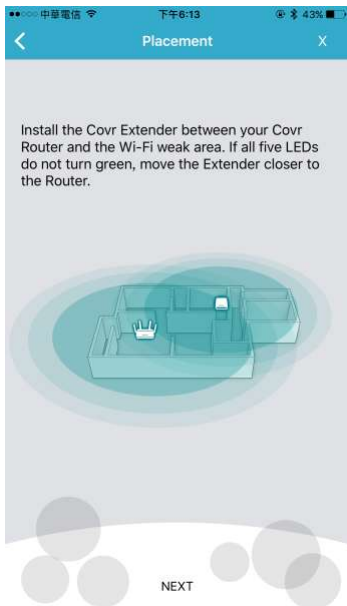 中華電信 下午6:13 43%
Placement X
Install the Covr Extender between your Covr
Router and the Wi-Fi weak area. If all five LEDs
do not turn green, move the Extender closer to
the Router.
NEXT